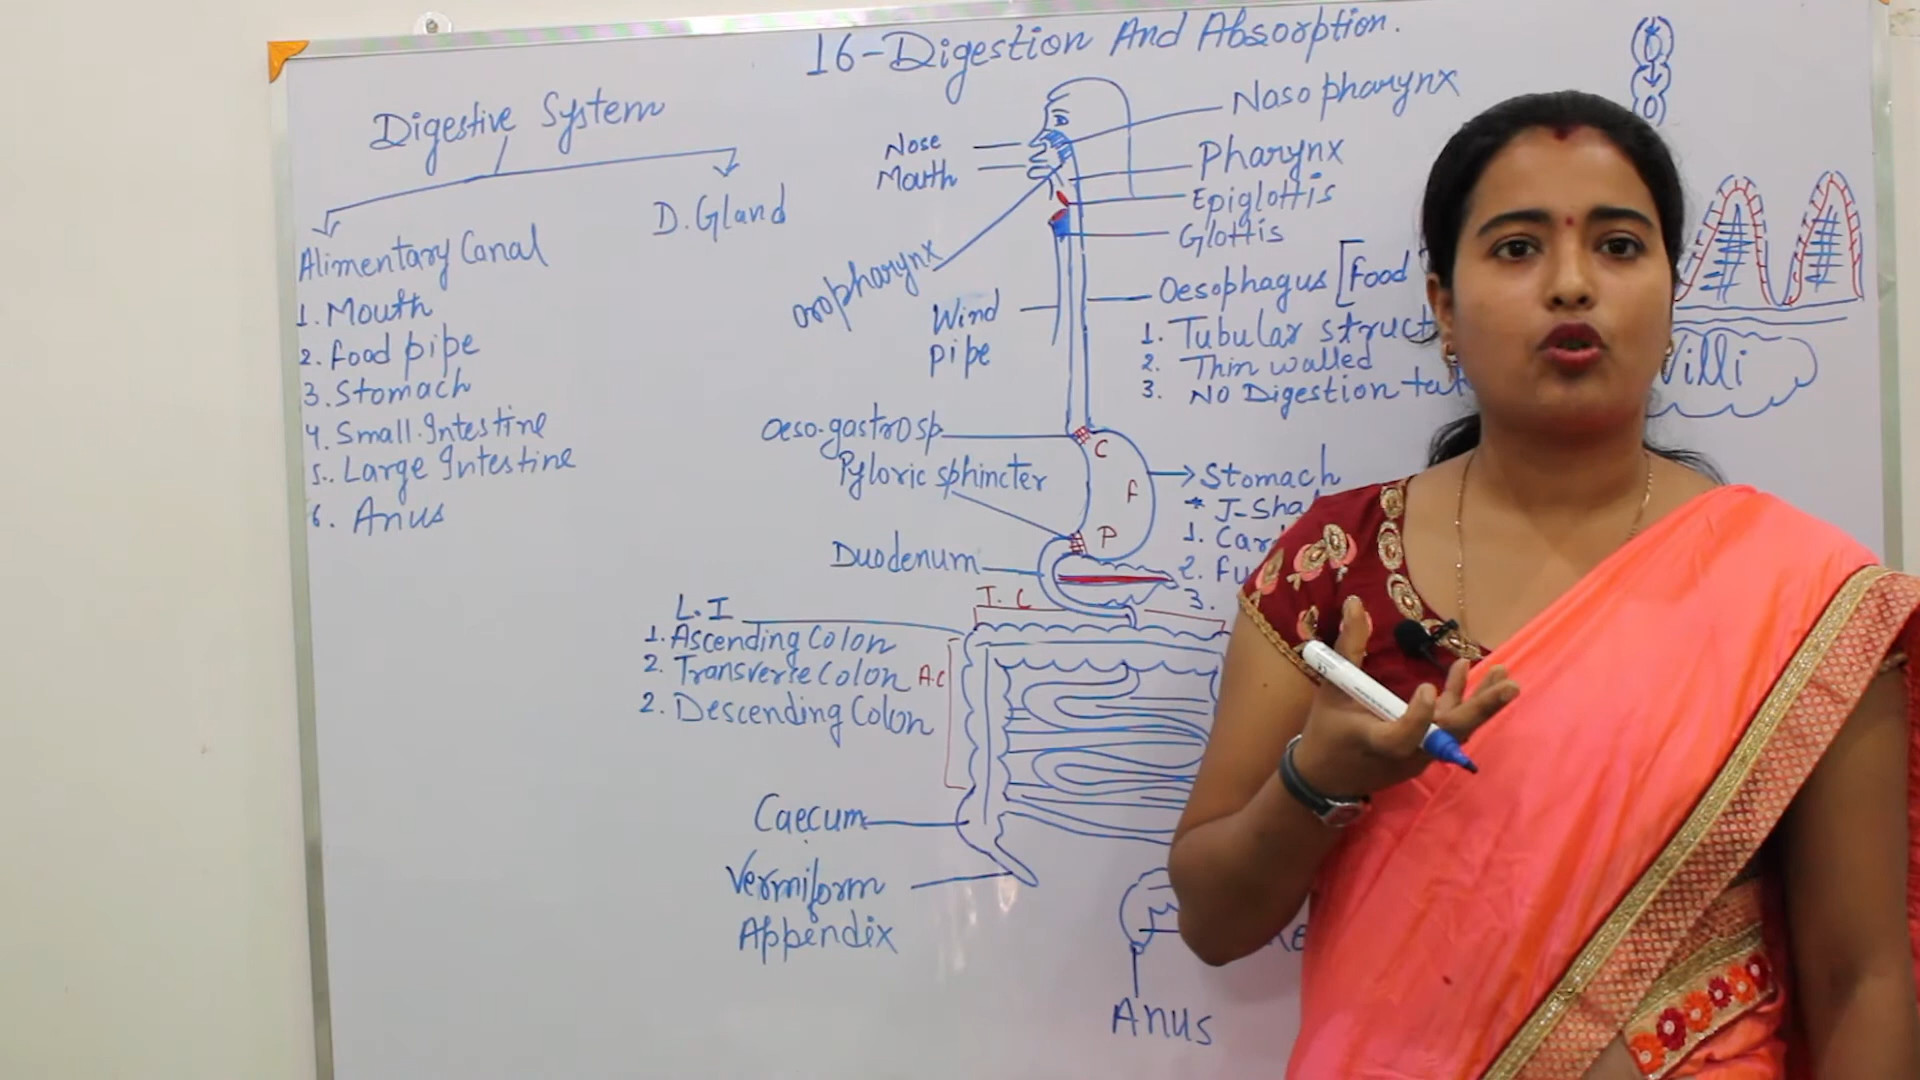 16-Digestion And Absorption.
Digestive System
Alimentary Canal
D. Gland
1. Mouth
2. Food pipe
3. Stomach
4. Small Intestine
5. Large Intestine
6. Anus
Nose
Mouth
Nasopharynx
Pharynx
Epiglottis
Glottis
oropharynx
Wind
pipe
Oesophagus [Food
1. Tubular struct
2. Thin walled
3. No Digestion
Oeso.gastro sp
Pyloric sphincter
C
F
P
Stomach
* J-Sha
1. Car
2. Fu
3.
Duodenum
T. C
L.I
1. Ascending Colon
2. Transverse Colon
2. Descending Colon
A.C
Caecum
Vermiform
Appendix
Anus
Villi